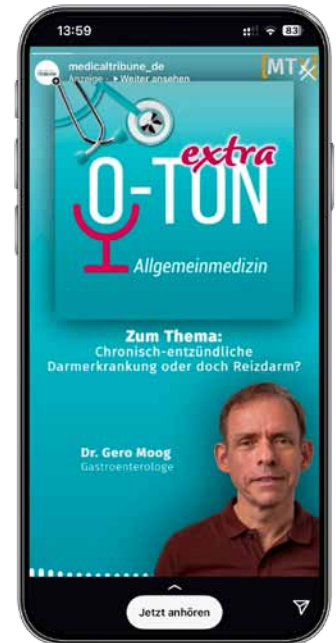 13:59
83
medicaltribune_de
Anzeige · ▸ Weiter ansehen
[MTX]
extra
O-TON
Allgemeinmedizin
Zum Thema:
Chronisch-entzündliche
Darmerkrankung oder doch Reizdarm?
Dr. Gero Moog
Gastroenterologe
Jetzt anhören